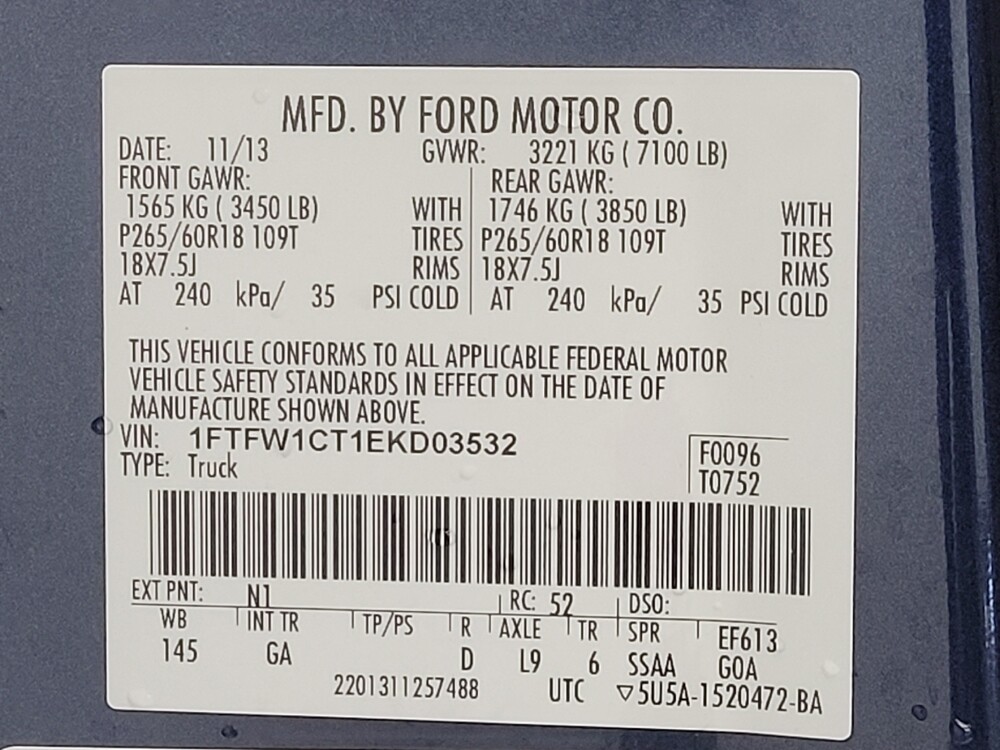 MFD. BY FORD MOTOR CO.
DATE: 11/13 GVWR: 3221 KG ( 7100 LB)
FRONT GAWR: REAR GAWR:
1565 KG ( 3450 LB) WITH 1746 KG ( 3850 LB) WITH
P265/60R18 109T TIRES P265/60R18 109T TIRES
18X7.5J RIMS 18X7.5J RIMS
AT 240 kPa/ 35 PSI COLD AT 240 kPa/ 35 PSI COLD
THIS VEHICLE CONFORMS TO ALL APPLICABLE FEDERAL MOTOR
VEHICLE SAFETY STANDARDS IN EFFECT ON THE DATE OF
MANUFACTURE SHOWN ABOVE.
VIN: 1FTFW1CT1EKD03532
TYPE: Truck
F0096
T0752
EXT PNT: N1 RC: 52 DSO:
WB INT TR TP/PS R AXLE TR SPR EF613
145 GA D L9 6 SSAA GOA
2201311257488 UTC ▽5U5A-1520472-BA